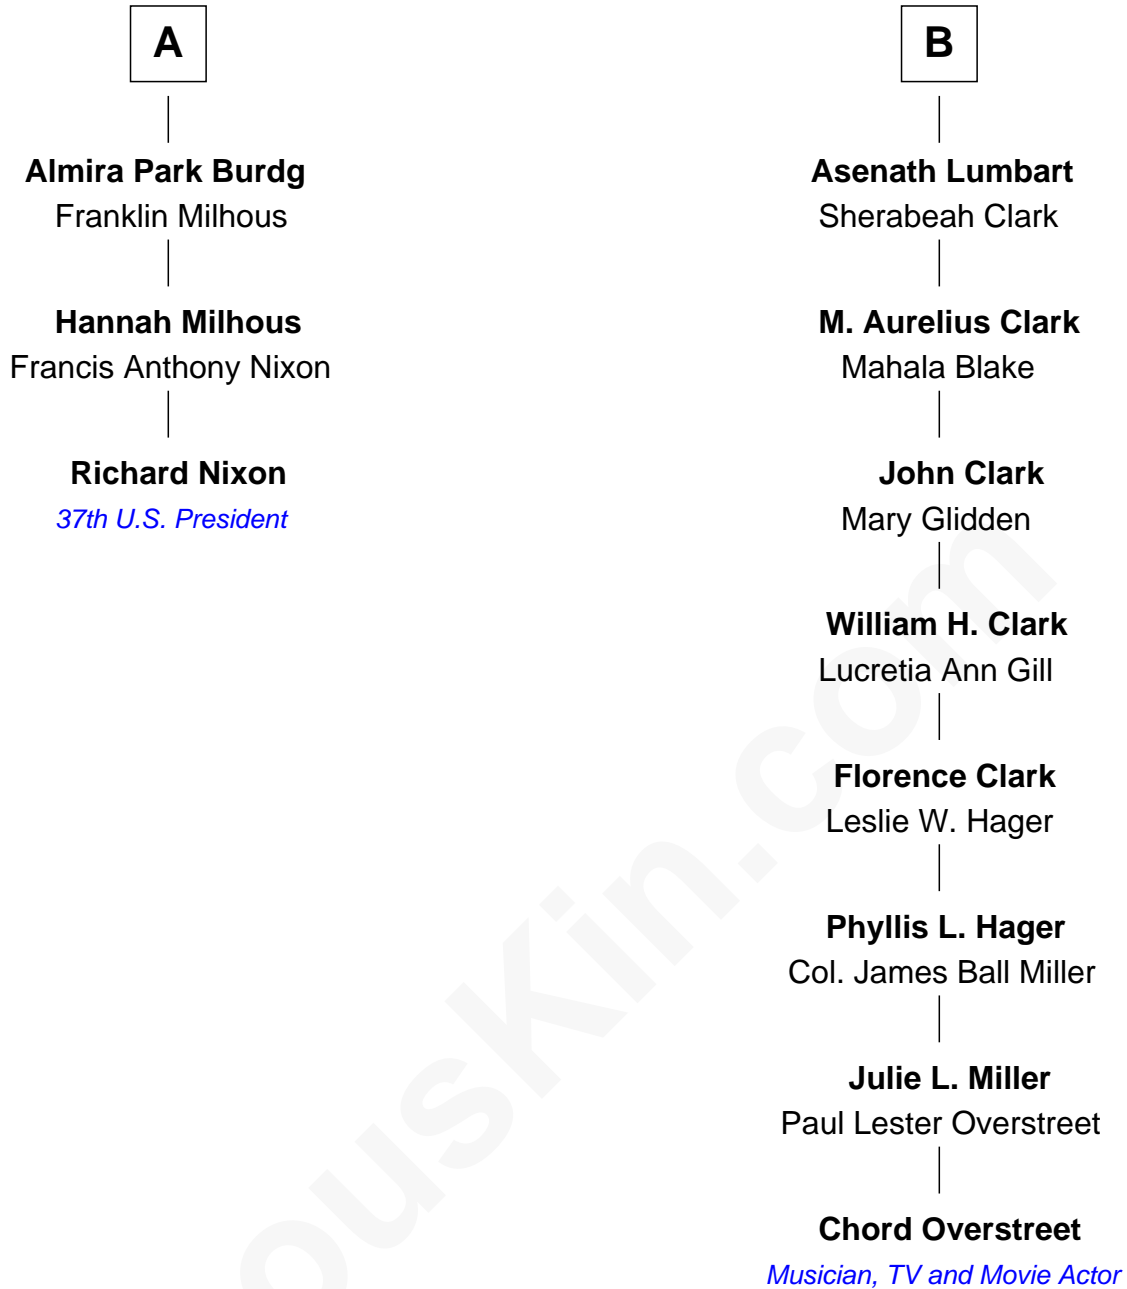 A
Almira Park Burdg
Franklin Milhous
Hannah Milhous
Francis Anthony Nixon
Richard Nixon
37th U.S. President
B
Asenath Lumbart
Sherabeah Clark
M. Aurelius Clark
Mahala Blake
John Clark
Mary Glidden
William H. Clark
Lucretia Ann Gill
Florence Clark
Leslie W. Hager
Phyllis L. Hager
Col. James Ball Miller
Julie L. Miller
Paul Lester Overstreet
Chord Overstreet
Musician, TV and Movie Actor
ousKin.com